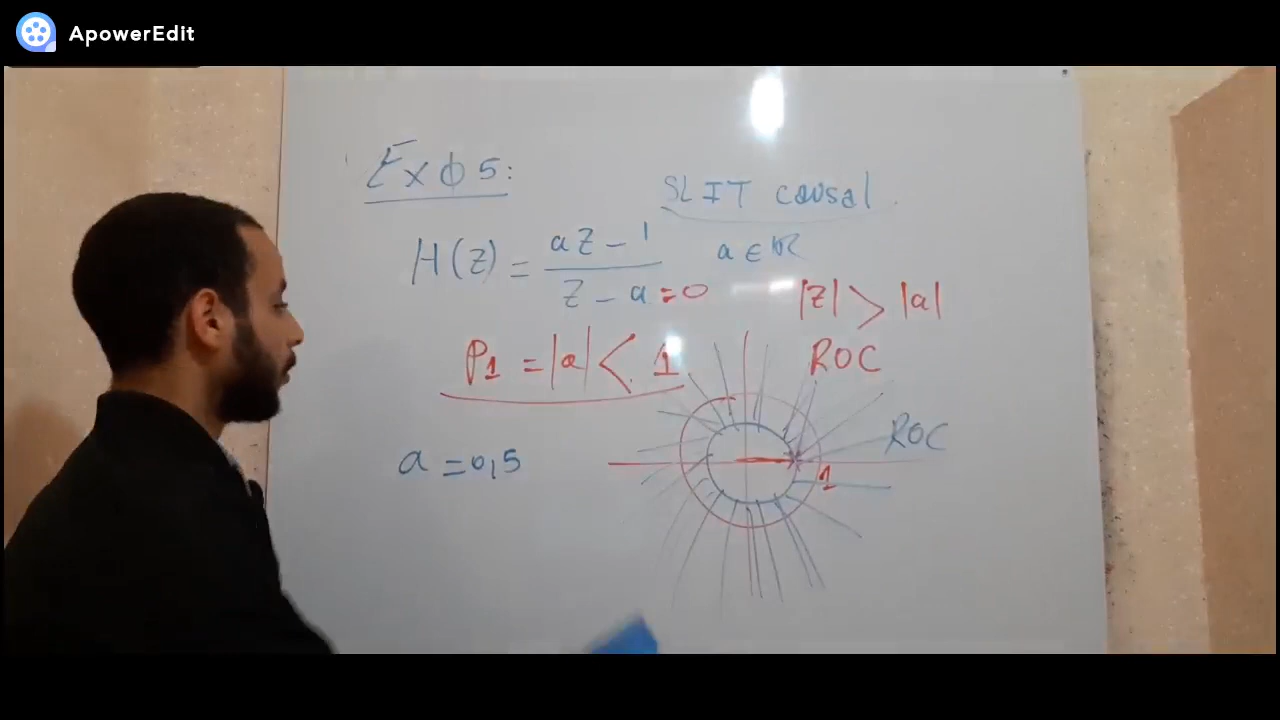 ApowerEdit
Ex 05:
SLIT causal
H(z) = az - 1 / z - a = 0
a ∈ ℝ
|z| > |a|
P1 = |a| < 1
ROC
a = 0,5
ROC
1